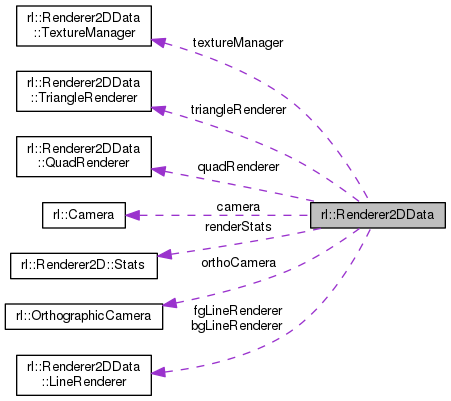 rl::Renderer2DData
::TextureManager
textureManager
rl::Renderer2DData
::TriangleRenderer
triangleRenderer
rl::Renderer2DData
::QuadRenderer
quadRenderer
rl::Camera
camera
rl::Renderer2DData
renderStats
rl::Renderer2D::Stats
orthoCamera
rl::OrthographicCamera
fgLineRenderer
bgLineRenderer
rl::Renderer2DData
::LineRenderer